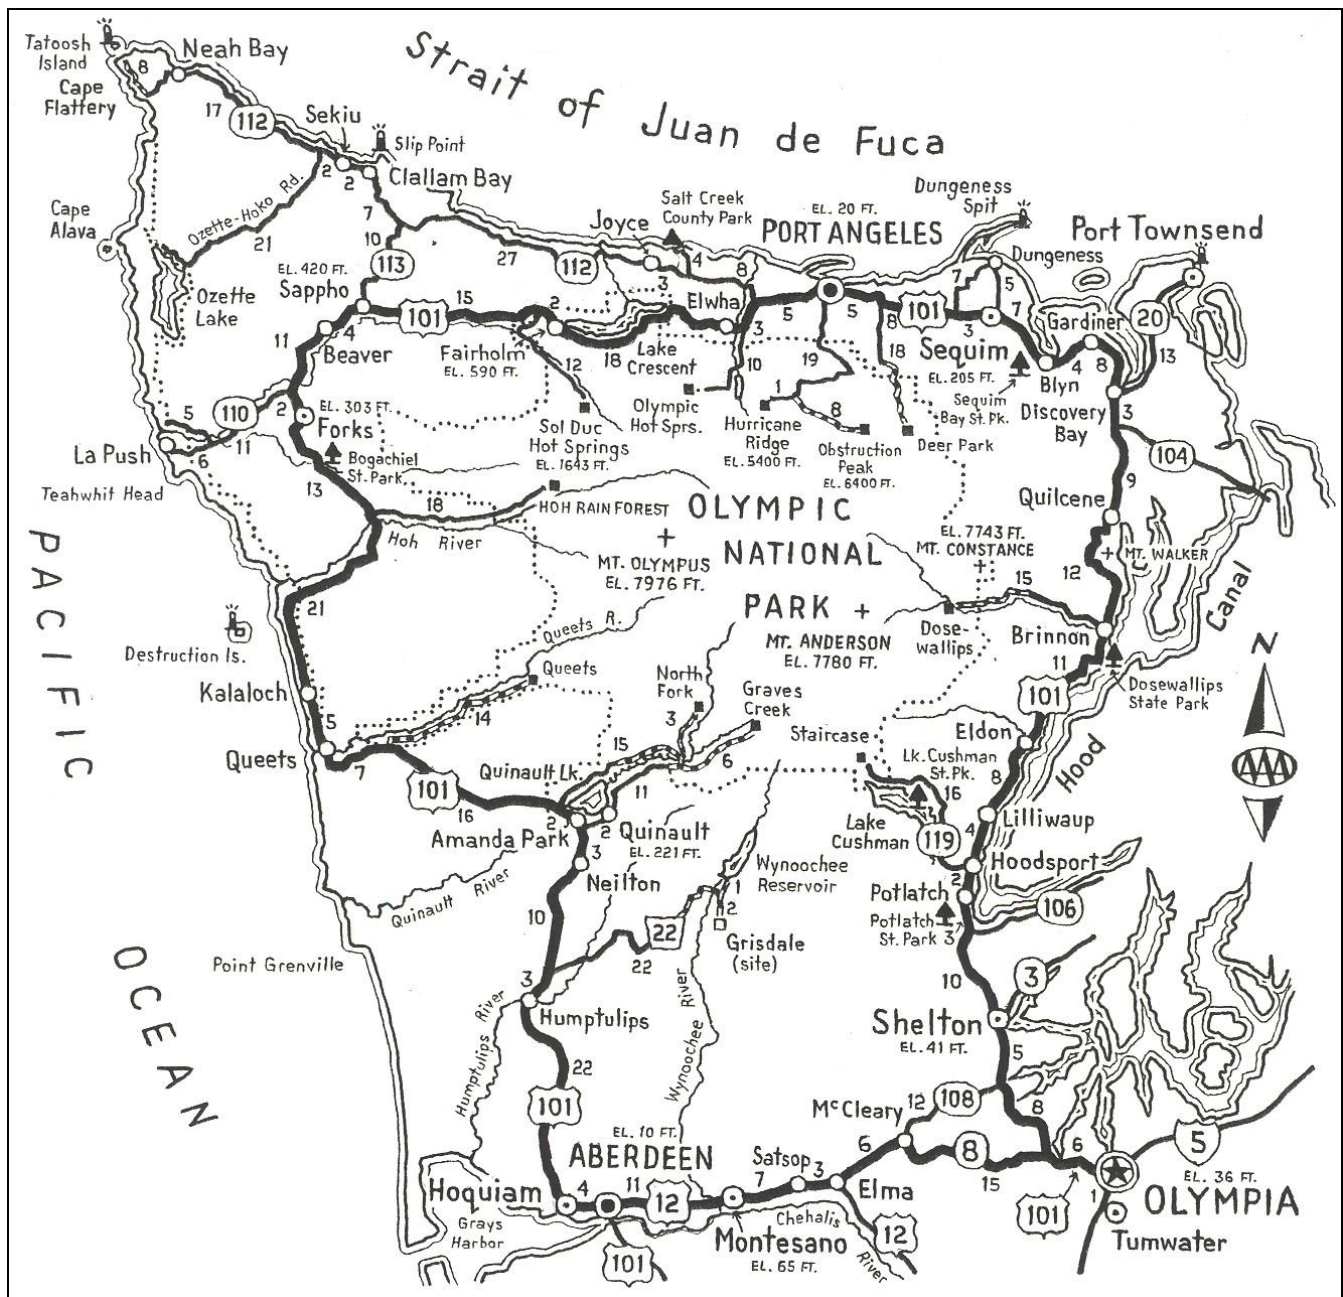 Strait of Juan de Fuca
Tatoosh
Island
Neah Bay
8
Cape
Flattery
17
112
Sekiu
Slip Point
2
2
Clallam Bay
Ozette-Hoko Rd.
21
Cape
Alava
7
10
113
27
112
Joyce
Salt Creek
County Park
4
3
8
EL. 20 FT.
PORT ANGELES
Dungeness
Spit
Dungeness
Port Townsend
Ozette
Lake
EL. 420 FT.
Sappho
101
15
2
Elwha
3
5
5
8
101
7
5
3
7
Gardiner
20
13
11
4
Beaver
Fairholm
EL. 590 FT.
12
18
Lake
Crescent
10
19
18
Sequim
EL. 205 FT.
Sequim
Bay St. Pk.
Blyn
4
8
Discovery
Bay
3
104
110
5
2
EL. 303 FT.
Forks
Bogachiel
St. Park
La Push
6
11
Teahwhit Head
13
Sol Duc
Hot Springs
EL. 1643 FT.
Olympic
Hot Sprs.
1
Hurricane
Ridge
EL. 5400 FT.
8
Obstruction
Peak
EL. 6400 FT.
Deer Park
9
Quilcene
18
HOH RAIN FOREST
Hoh River
OLYMPIC
NATIONAL
PARK
MT. OLYMPUS
EL. 7976 FT.
EL. 7743 FT.
MT. CONSTANCE
MT. WALKER
12
15
Brinnon
Dose-
wallips
MT. ANDERSON
EL. 7780 FT.
PACIFIC
OCEAN
21
Destruction Is.
Queets R.
Queets
14
Kalaloch
5
Queets
7
101
16
North
Fork
3
Graves
Creek
6
15
11
Quinault Lk.
2
2
Amanda Park
Quinault
EL. 221 FT.
3
Neilton
Staircase
Lk. Cushman
St. Pk.
16
Lake
Cushman
119
11
101
Dosewallips
State Park
Eldon
Hood
Canal
8
4
Lilliwaup
Hoodsport
2
Potlatch
Potlatch
St. Park
3
106
N
AAA
Quinault River
Point Grenville
10
22
22
1
2
Wynoochee
Reservoir
Grisdale
(site)
3
Humptulips
Humptulips River
Wynoochee River
22
101
10
3
Shelton
EL. 41 FT.
5
McCleary
12
108
8
6
8
15
6
101
5
EL. 36 FT.
OLYMPIA
1
Tumwater
EL. 10 FT.
ABERDEEN
Hoquiam
4
11
12
7
Satsop
3
Elma
12
Grays
Harbor
101
Montesano
EL. 65 FT.
Chehalis
River